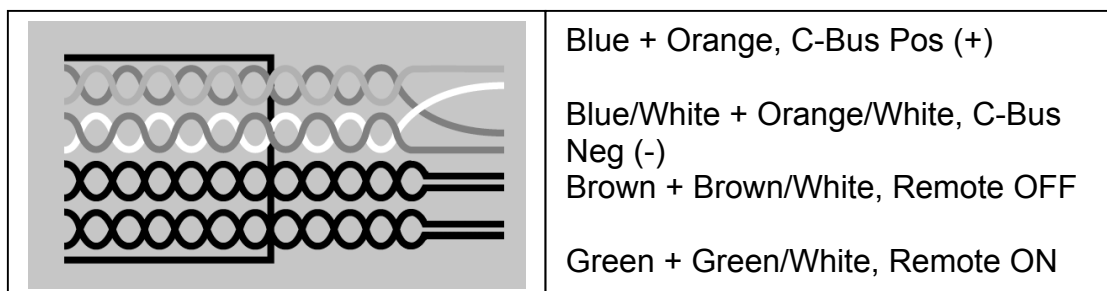 Blue + Orange, C-Bus Pos (+)
Blue/White + Orange/White, C-Bus
Neg (-)
Brown + Brown/White, Remote OFF
Green + Green/White, Remote ON